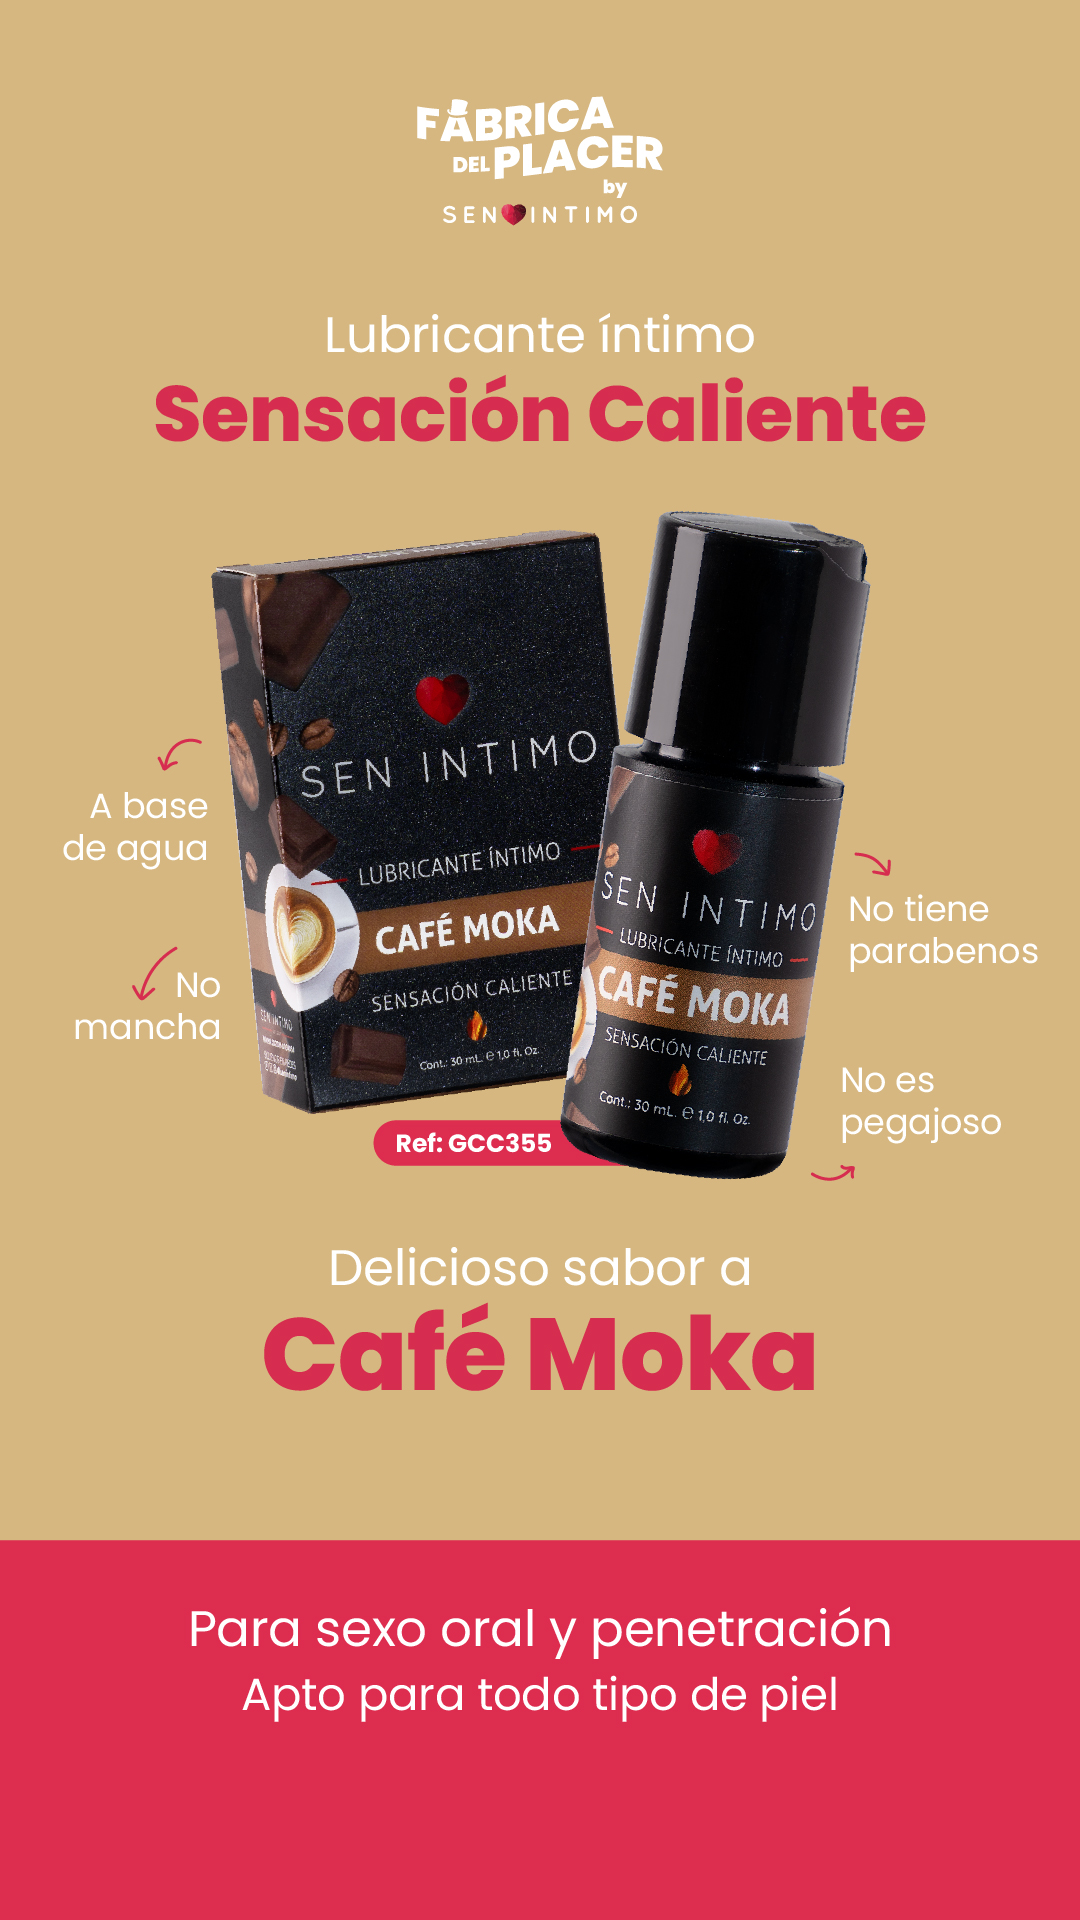 FÁBRICA
DEL PLACER
by
SEN INTIMO
Lubricante íntimo
Sensación Caliente
SEN INTIMO
LUBRICANTE ÍNTIMO
CAFÉ MOKA
SENSACIÓN CALIENTE
Cont.: 30 mL. e 1,0 fl. Oz.
SEN INTIMO
SEN INTIMO
LUBRICANTE ÍNTIMO
CAFÉ MOKA
SENSACIÓN CALIENTE
Cont.: 30 mL. e 1,0 fl. Oz.
A base
de agua
No
mancha
No tiene
parabenos
No es
pegajoso
Ref: GCC355
Delicioso sabor a
Café Moka
Para sexo oral y penetración
Apto para todo tipo de piel